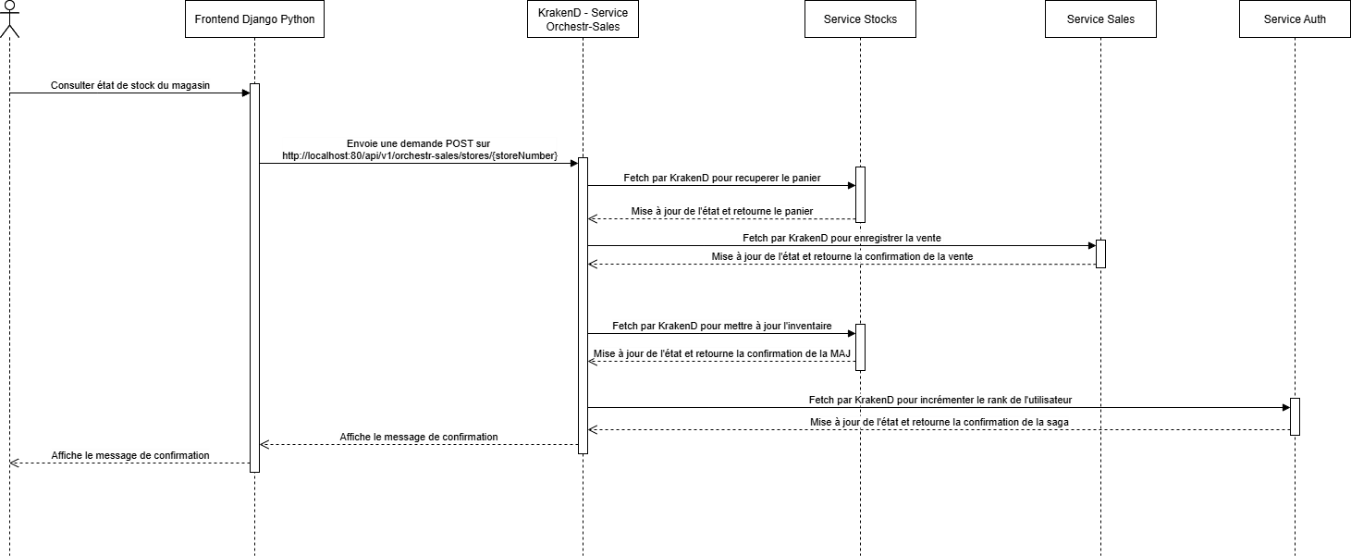 Frontend Django Python
KrakenD - Service
Orchestr-Sales
Service Stocks
Service Sales
Service Auth
Consulter état de stock du magasin
Envoie une demande POST sur
http://localhost:80/api/v1/orchestr-sales/stores/{storeNumber}
Fetch par KrakenD pour recuperer le panier
Mise à jour de l'état et retourne le panier
Fetch par KrakenD pour enregistrer la vente
Mise à jour de l'état et retourne la confirmation de la vente
Fetch par KrakenD pour mettre à jour l'inventaire
Mise à jour de l'état et retourne la confirmation de la MAJ
Fetch par KrakenD pour incrémenter le rank de l'utilisateur
Mise à jour de l'état et retourne la confirmation de la saga
Affiche le message de confirmation
Affiche le message de confirmation